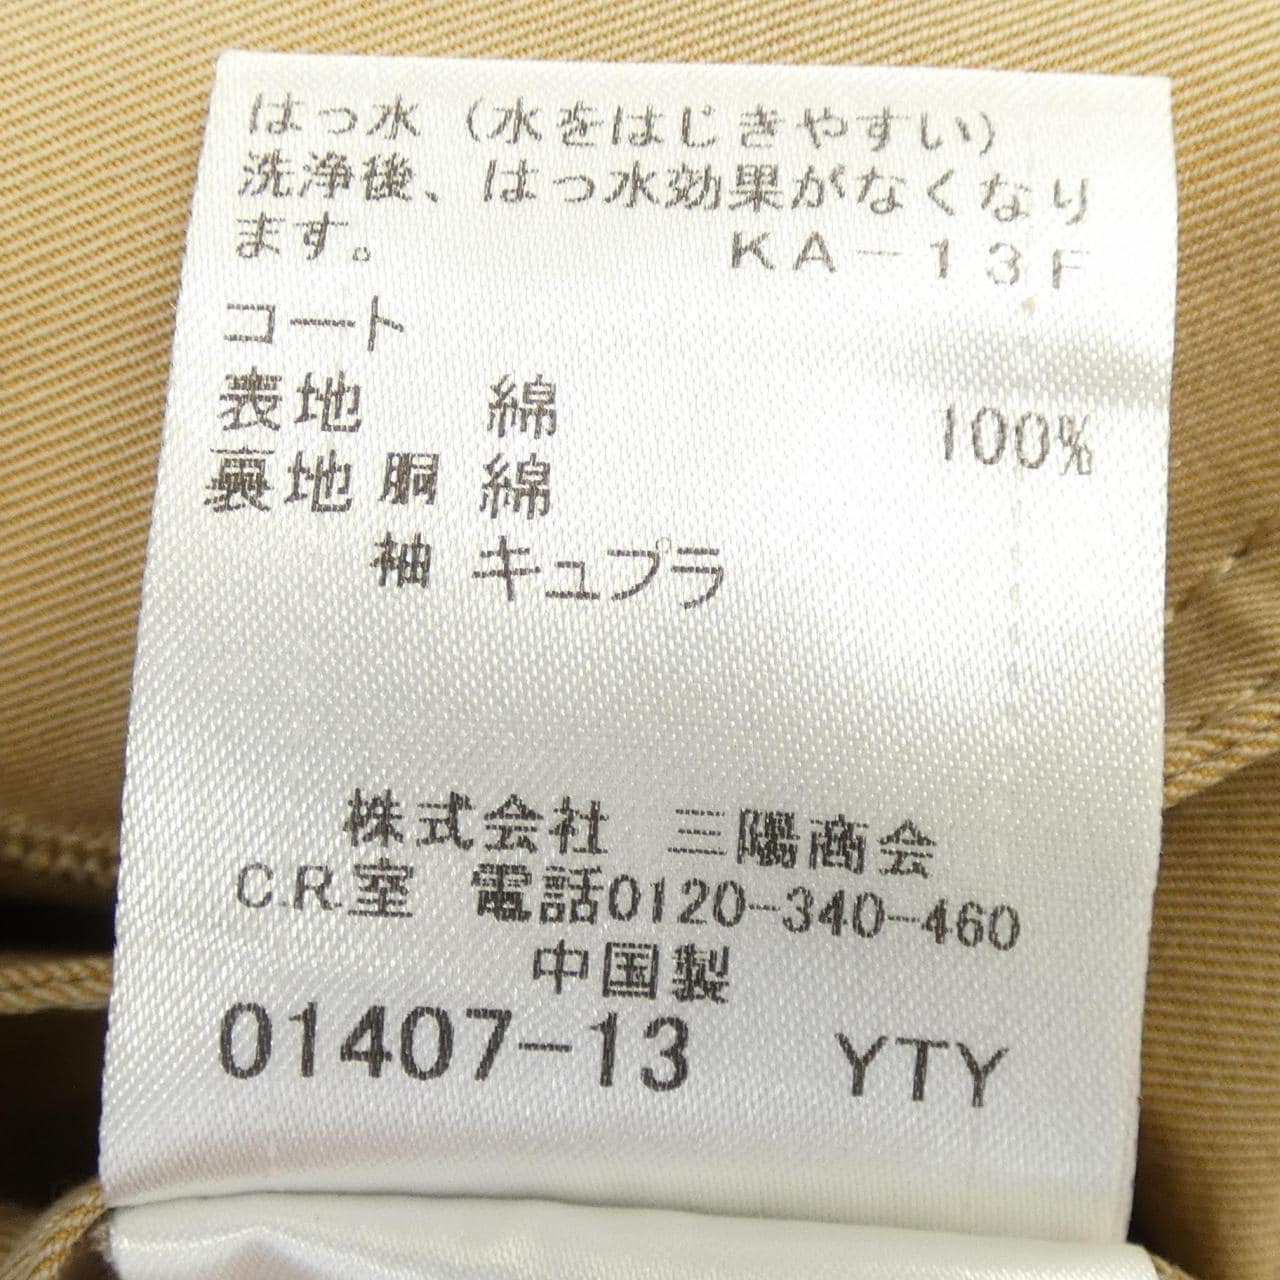 はっ水（水をはじきやすい）
洗浄後、はっ水効果がなくなり
ます。 KA-13F
コート
表地 綿 100%
裏地 胴 綿
袖 キュプラ
株式会社 三陽商会
C.R.室 電話0120-340-460
中国製
01407-13 YTY